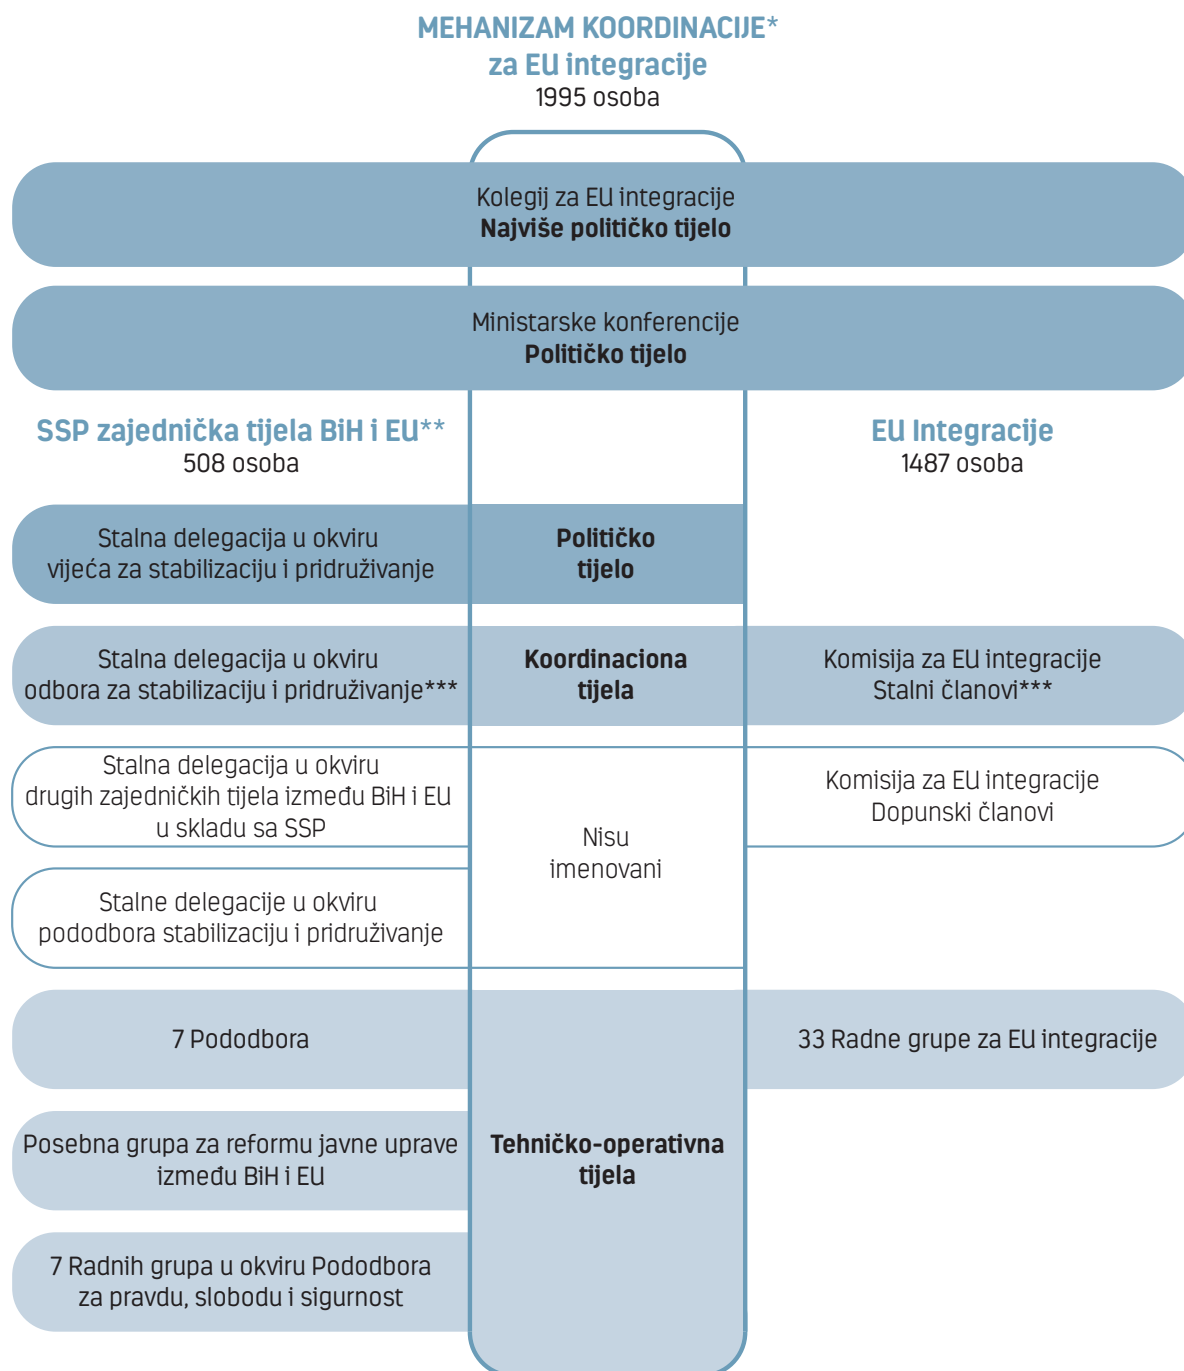 MEHANIZAM KOORDINACIJE*
za EU integracije
1995 osoba
Kolegij za EU integracije
Najviše političko tijelo
Ministarske konferencije
Političko tijelo
SSP zajednička tijela BiH i EU**
508 osoba
EU Integracije
1487 osoba
Stalna delegacija u okviru
vijeća za stabilizaciju i pridruživanje
Političko
tijelo
Stalna delegacija u okviru
odbora za stabilizaciju i pridruživanje***
Koordinaciona
tijela
Komisija za EU integracije
Stalni članovi***
Stalna delegacija u okviru
drugih zajedničkih tijela između BiH i EU
u skladu sa SSP
Nisu
imenovani
Komisija za EU integracije
Dopunski članovi
Stalne delegacije u okviru
pododbora stabilizaciju i pridruživanje
7 Pododbora
33 Radne grupe za EU integracije
Posebna grupa za reformu javne uprave
između BiH i EU
Tehničko-operativna
tijela
7 Radnih grupa u okviru Pododbora
za pravdu, slobodu i sigurnost